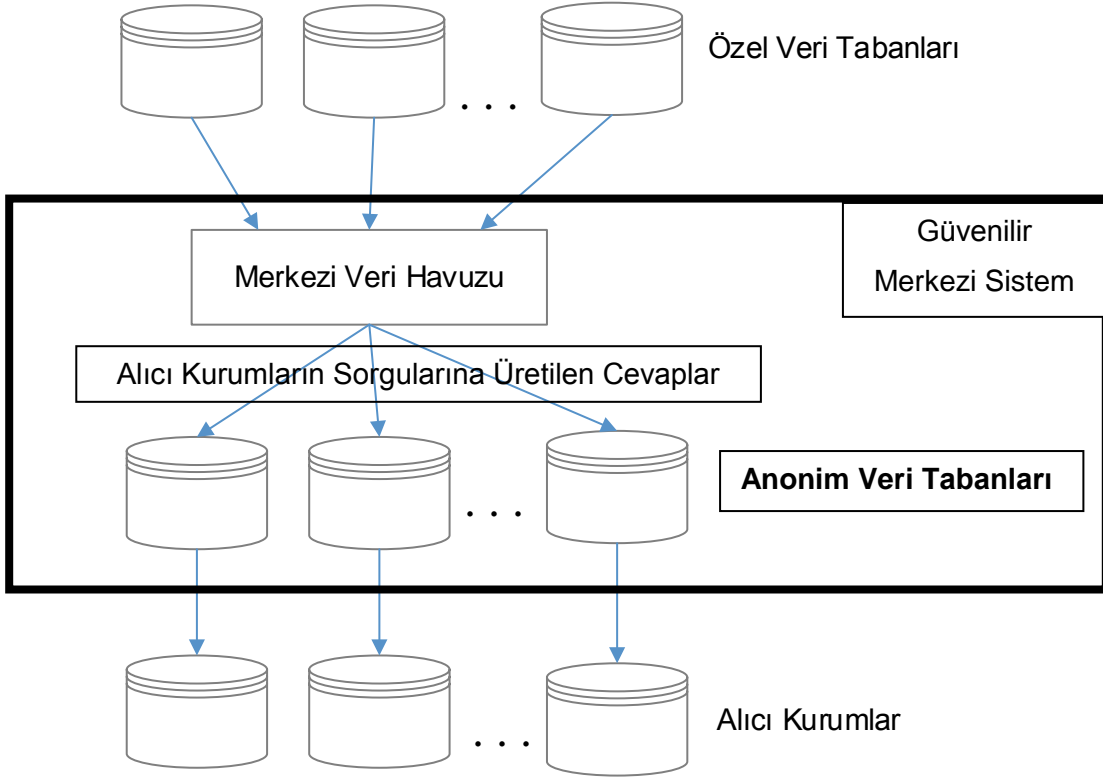 Özel Veri Tabanları
. . .
Güvenilir
Merkezi Sistem
Merkezi Veri Havuzu
Alıcı Kurumların Sorgularına Üretilen Cevaplar
Anonim Veri Tabanları
. . .
Alıcı Kurumlar
. . .